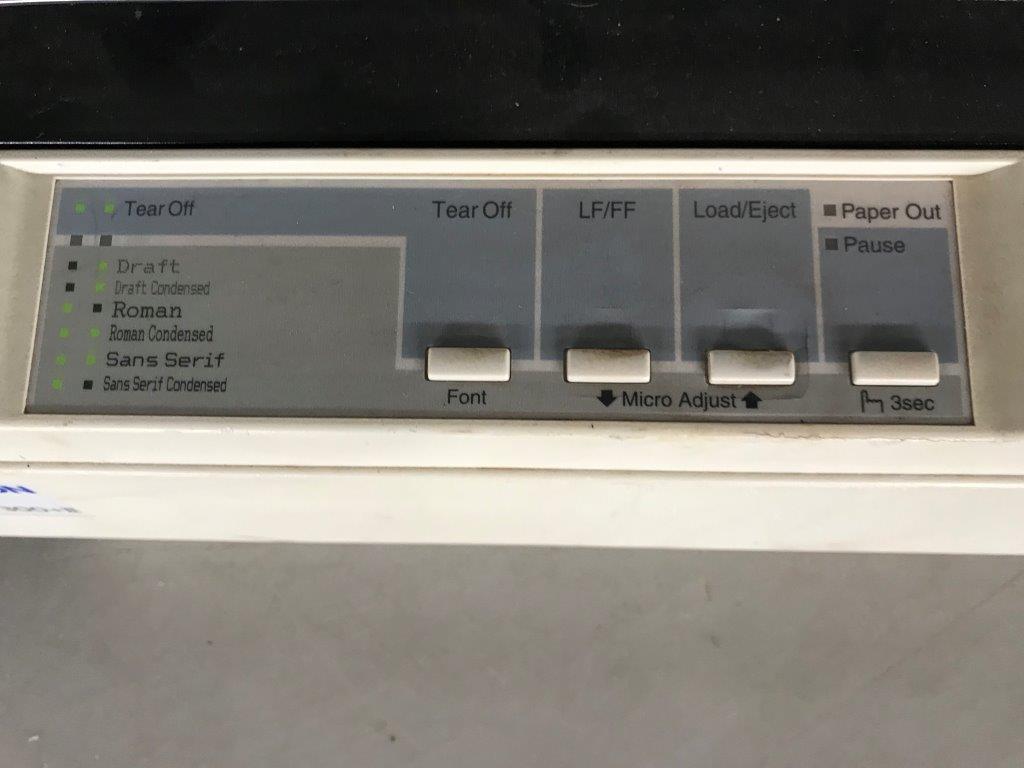 Tear Off
Tear Off
LF/FF
Load/Eject
Paper Out
Pause
Draft
Draft Condensed
Roman
Roman Condensed
Sans Serif
Sans Serif Condensed
Font
Micro Adjust
3sec